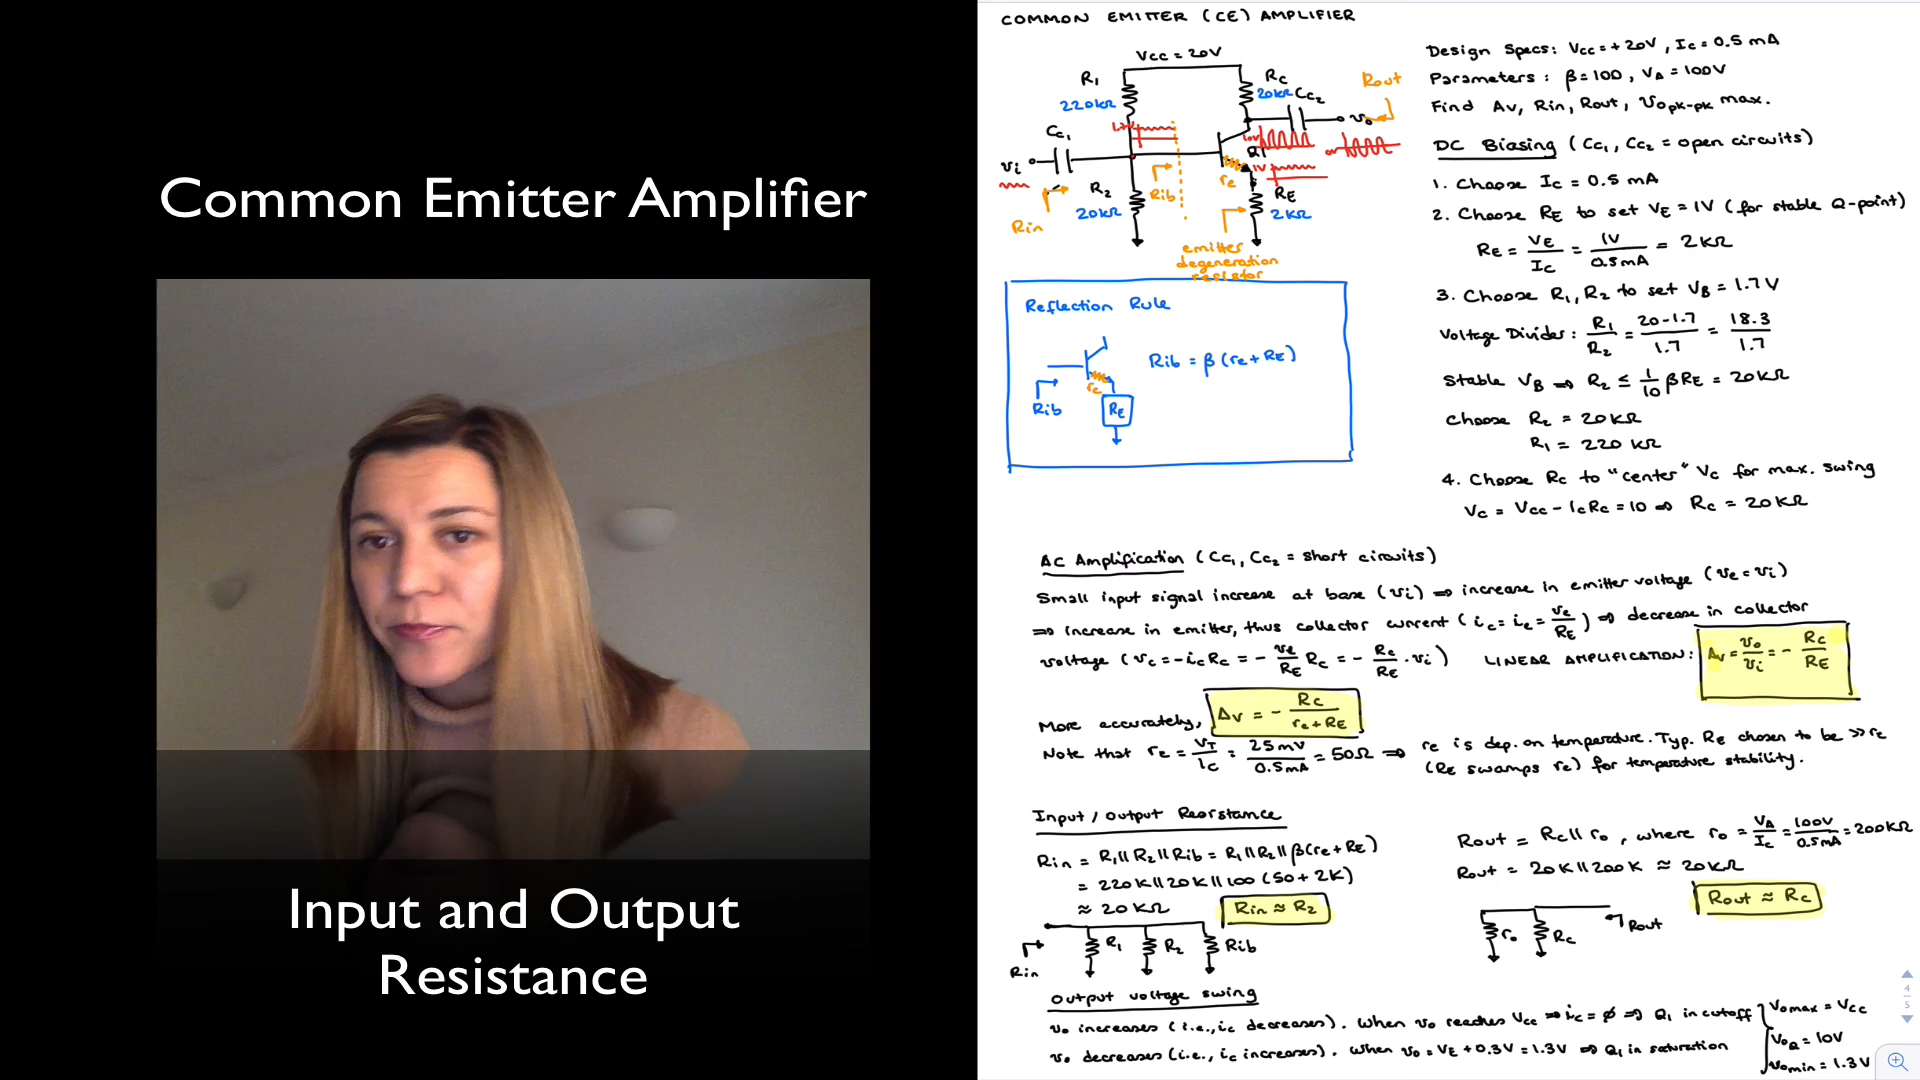 Common Emitter Amplifier
Input and Output
Resistance
COMMON EMITTER (CE) AMPLIFIER
Vcc = 20V
R1
220kΩ
Rc
20kΩ
Cc2
Rout
vo
Cc1
vi
1.7
10V
0V
Q1
1V
re
Rib
R2
20kΩ
RE
2kΩ
Rin
emitter
degeneration
resistor
Reflection Rule
Rib = β(re+RE)
re
Rib
RE
Design Specs: Vcc=+20V, Ic=0.5mA
Parameters: β=100, VA=100V
Find Av, Rin, Rout, vopk-pk max.
DC Biasing (Cc1, Cc2 = open circuits)
1. Choose Ic = 0.5 mA
2. Choose RE to set VE = 1V (for stable Q-point)
RE = VE/Ic = 1V/0.5mA = 2kΩ
3. Choose R1, R2 to set VB = 1.7V
Voltage Divider: R1/R2 = 20-1.7/1.7 = 18.3/1.7
Stable VB ⇒ R2 ≤ 1/10 βRE = 20kΩ
Choose R2 = 20kΩ
R1 = 220 kΩ
4. Choose Rc to "center" Vc for max. swing
Vc = Vcc - IcRc = 10 ⇒ Rc = 20kΩ
AC Amplification (Cc1, Cc2 = short circuits)
Small input signal increase at base (vi) ⇒ increase in emitter voltage (ve=vi)
⇒ increase in emitter, thus collector current (ic = ie = ve/RE) ⇒ decrease in collector
voltage (vc = -icRc = - ve/RE Rc = - Rc/RE · vi) LINEAR AMPLIFICATION: Av = vo/vi = - Rc/RE
More accurately, Av = - Rc/re+RE
Note that re = VT/Ic = 25mV/0.5mA = 50Ω ⇒ re is dep. on temperature. Typ. RE chosen to be >> re
(RE swamps re) for temperature stability.
Input / Output Resistance
Rin = R1||R2||Rib = R1||R2||β(re+RE)
= 220K||20K||100(50+2K)
≈ 20kΩ
Rin ≈ R2
Rin
R1
R2
Rib
Rout = Rc||ro, where ro = VA/Ic = 100V/0.5mA = 200kΩ
Rout = 20K||200K ≈ 20kΩ
Rout ≈ Rc
ro
Rc
Rout
Output voltage swing
vo increases (i.e., ic decreases). When vo reaches Vcc ⇒ ic = ø ⇒ Q1 in cutoff
vo decreases (i.e., ic increases). When vo = VE+0.3V = 1.3V ⇒ Q1 in saturation
Vomax = Vcc
VoQ = 10V
Vomin = 1.3V
4
5